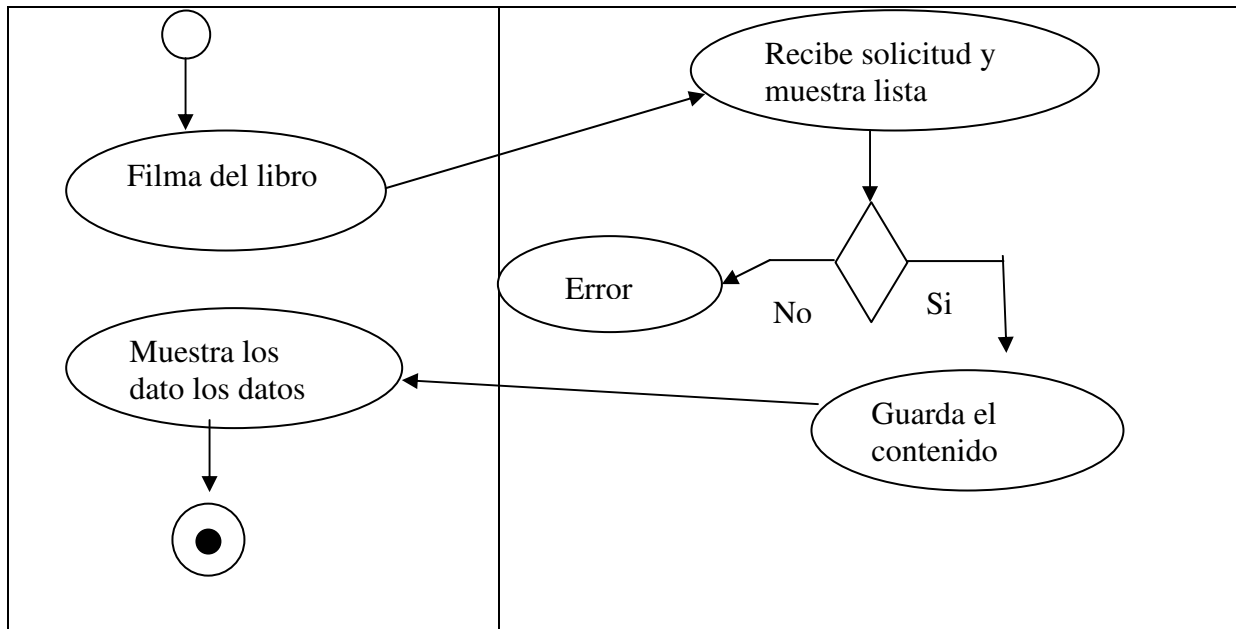 Recibe solicitud y
muestra lista
Filma del libro
Error
No
Si
Muestra los
dato los datos
Guarda el
contenido